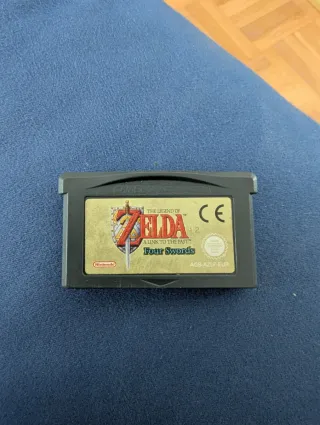 THE LEGEND OF
ZELDA
A LINK TO THE PAST
Four Swords
CE
Nintendo